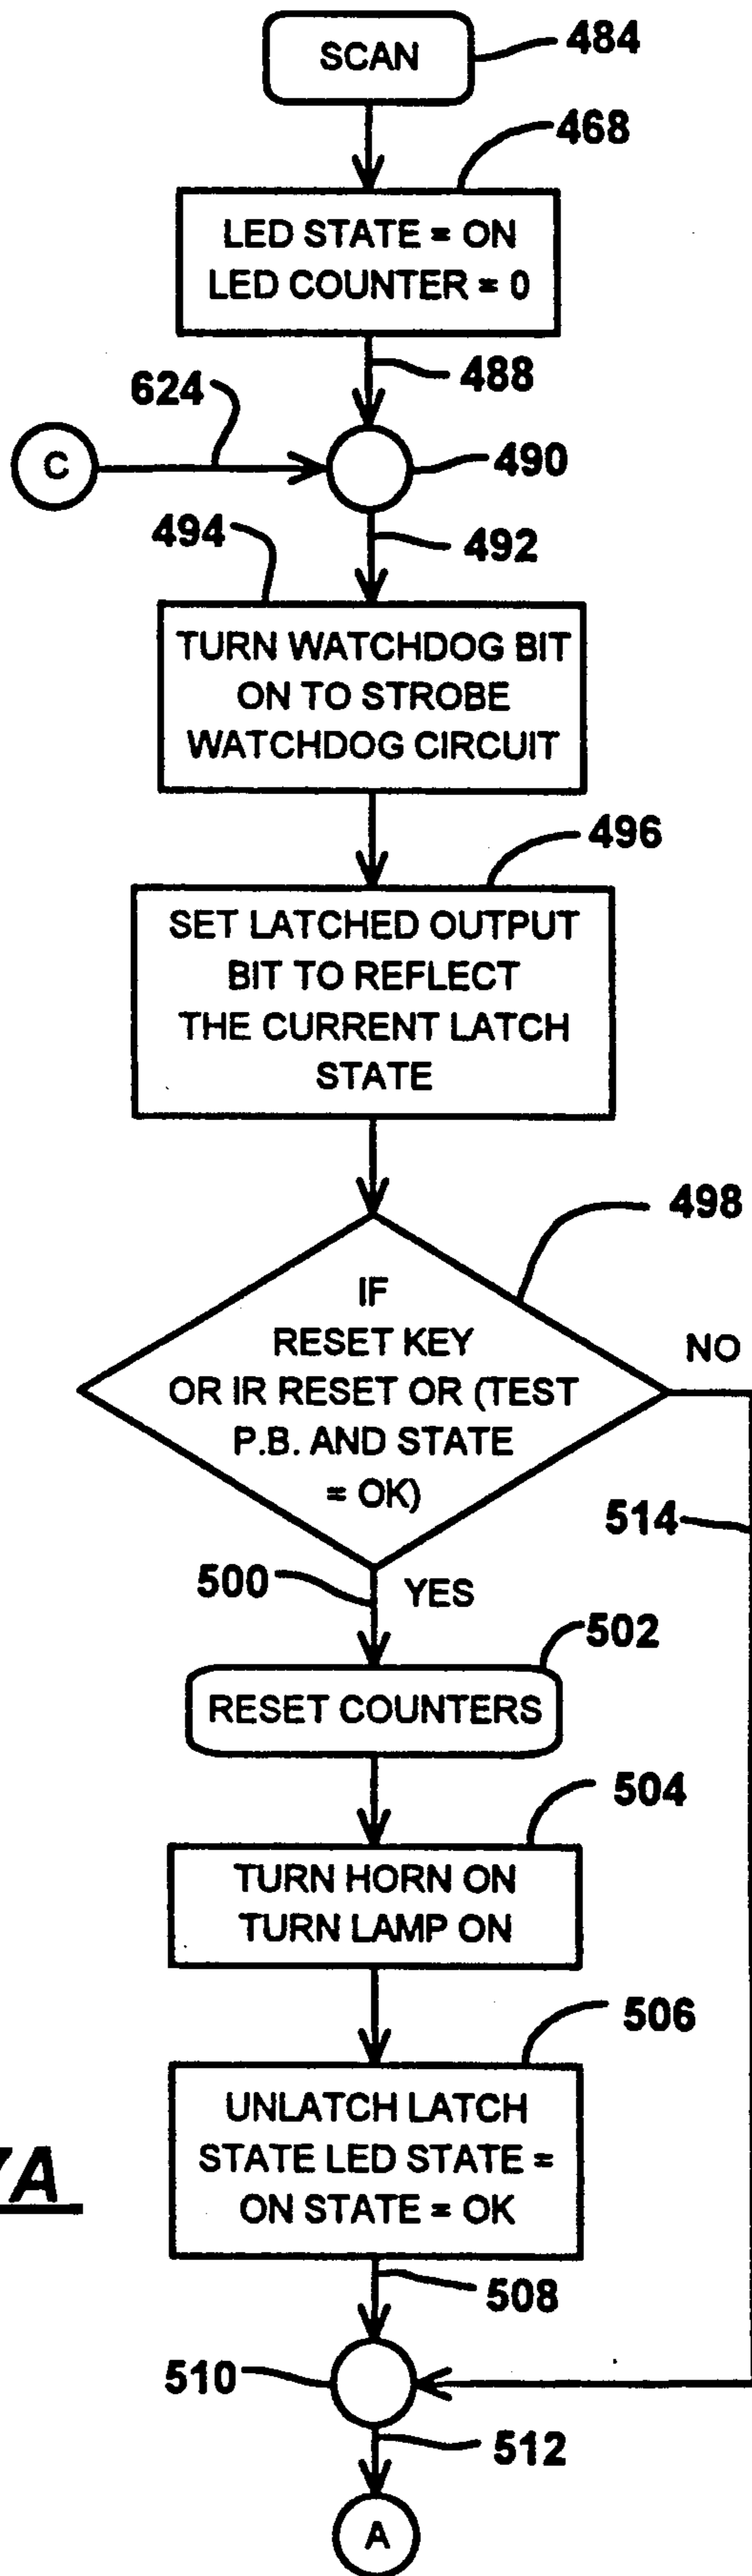 SCAN
484
468
LED STATE = ON
LED COUNTER = 0
488
624
C
490
492
494
TURN WATCHDOG BIT
ON TO STROBE
WATCHDOG CIRCUIT
496
SET LATCHED OUTPUT
BIT TO REFLECT
THE CURRENT LATCH
STATE
498
IF
RESET KEY
OR IR RESET OR (TEST
P.B. AND STATE
= OK)
NO
514
500
YES
502
RESET COUNTERS
504
TURN HORN ON
TURN LAMP ON
506
UNLATCH LATCH
STATE LED STATE =
ON STATE = OK
7A
508
510
512
A